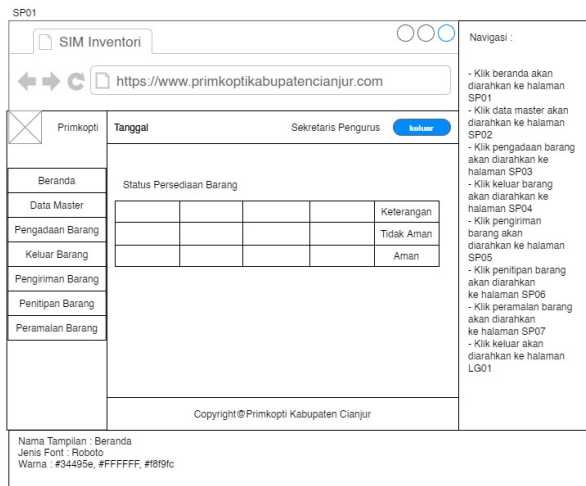 SP01
SIM Inventori
https://www.primkoptikabupatencianjur.com
Primkopti
Tanggal
Sekretaris Pengurus
keluar
Beranda
Data Master
Pengadaan Barang
Keluar Barang
Pengiriman Barang
Penitipan Barang
Peramalan Barang
Status Persediaan Barang
Keterangan
Tidak Aman
Aman
Copyright@Primkopti Kabupaten Cianjur
Navigasi :
- Klik beranda akan
diarahkan ke halaman
SP01
- Klik data master akan
diarahkan ke halaman
SP02
- Klik pengadaan barang
akan diarahkan ke
halaman SP03
- Klik keluar barang
akan diarahkan ke
halaman SP04
- Klik pengiriman
barang akan
diarahkan ke halaman
SP05
- Klik penitipan barang
akan diarahkan
ke halaman SP06
- Klik peramalan barang
akan diarahkan
ke halaman SP07
- Klik keluar akan
diarahkan ke halaman
LG01
Nama Tampilan : Beranda
Jenis Font : Roboto
Warna : #34495e, #FFFFFF, #f8f9fc